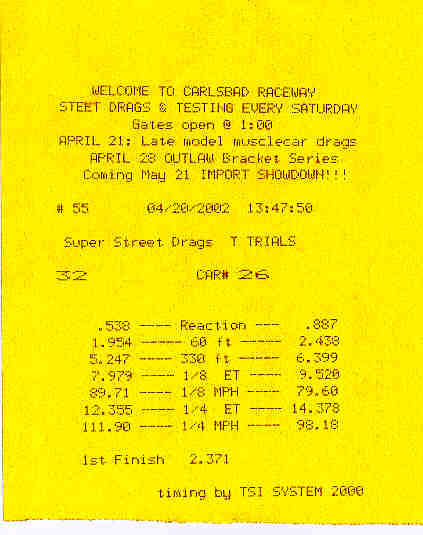 WELCOME TO CARLSBAD RACEWAY
STEET DRAGS & TESTING EVERY SATURDAY
Gates open @ 1:00
APRIL 21: Late model musclecar drags
APRIL 28 OUTLAW Bracket Series
Coming May 21 IMPORT SHOWDOWN!!!
# 55 04/20/2002 13:47:50
Super Street Drags T TRIALS
32 CAR# 26
.538 ---- Reaction --- .887
1.954 ----- 60 ft ----- 2.438
5.247 ---- 330 ft ----- 6.399
7.979 ---- 1/8 ET ---- 9.520
89.71 ---- 1/8 MPH ---- 79.60
12.355 ---- 1/4 ET ---- 14.378
111.90 ---- 1/4 MPH ---- 98.18
1st Finish 2.371
timing by TSI SYSTEM 2000